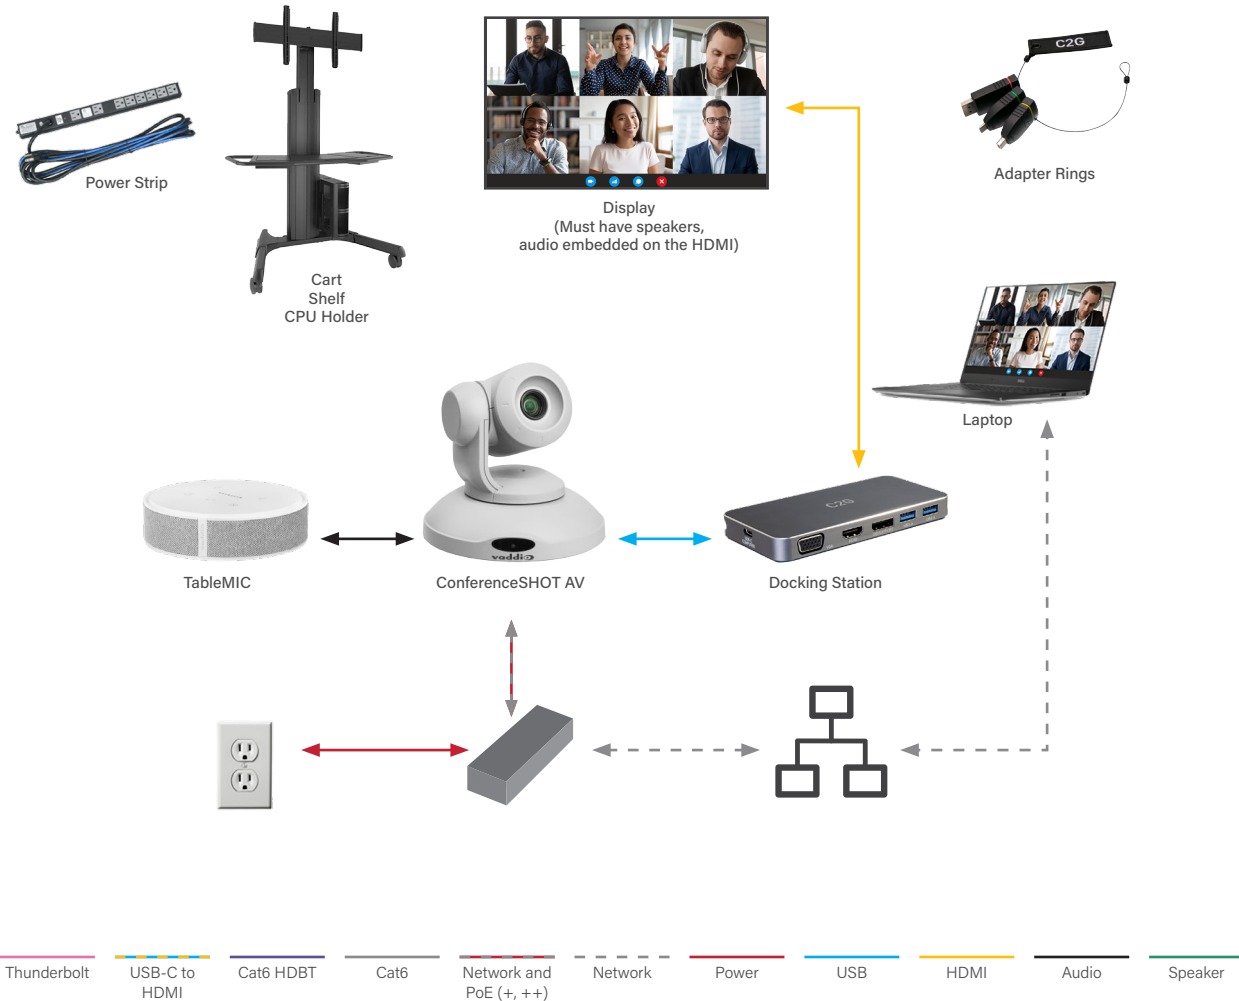 C2G
Power Strip
Adapter Rings
Display
(Must have speakers,
audio embedded on the HDMI)
Cart
Shelf
CPU Holder
Laptop
C2G
vaddio
TableMIC
ConferenceSHOT AV
Docking Station
Thunderbolt
USB-C to
HDMI
Cat6 HDBT
Cat6
Network and
PoE (+, ++)
Network
Power
USB
HDMI
Audio
Speaker